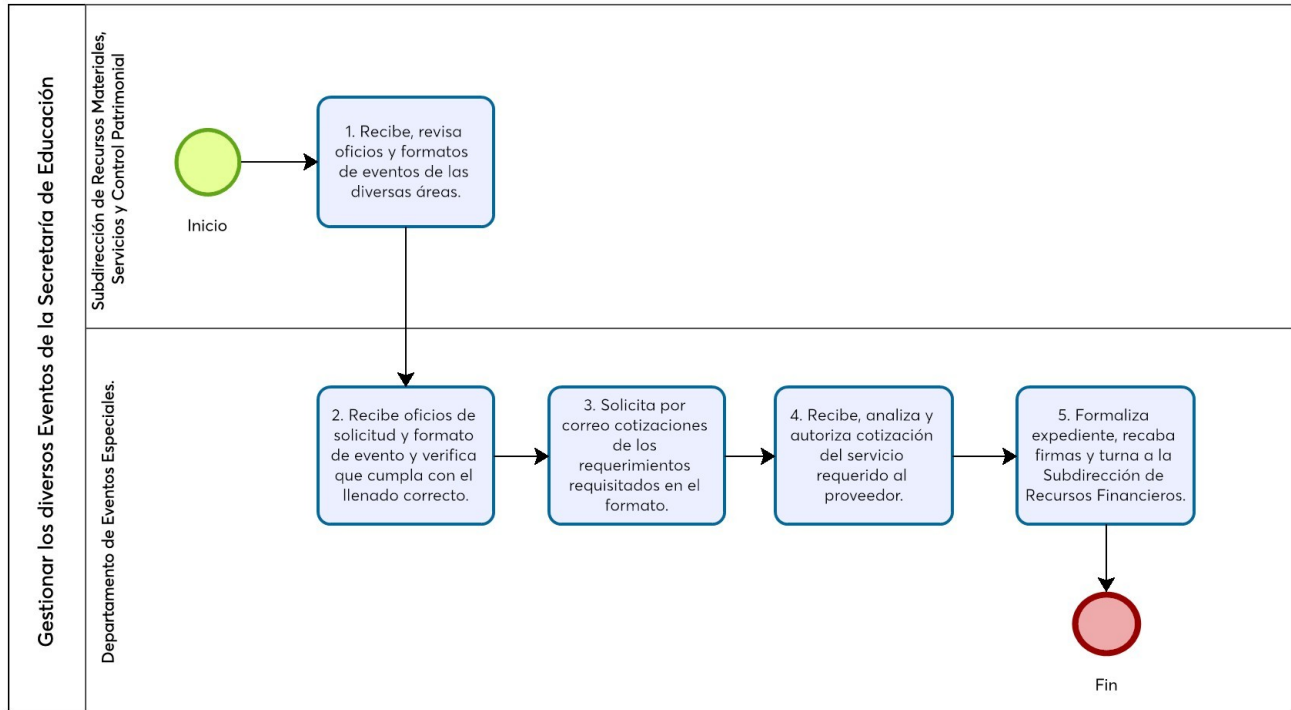 Gestionar los diversos Eventos de la Secretaría de Educación
Subdirección de Recursos Materiales,
Servicios y Control Patrimonial
Inicio
1. Recibe, revisa
oficios y formatos
de eventos de las
diversas áreas.
Departamento de Eventos Especiales.
2. Recibe oficios de
solicitud y formato
de evento y verifica
que cumpla con el
llenado correcto.
3. Solicita por
correo cotizaciones
de los
requerimientos
requisitados en el
formato.
4. Recibe, analiza y
autoriza cotización
del servicio
requerido al
proveedor.
5. Formaliza
expediente, recaba
firmas y turna a la
Subdirección de
Recursos Financieros.
Fin